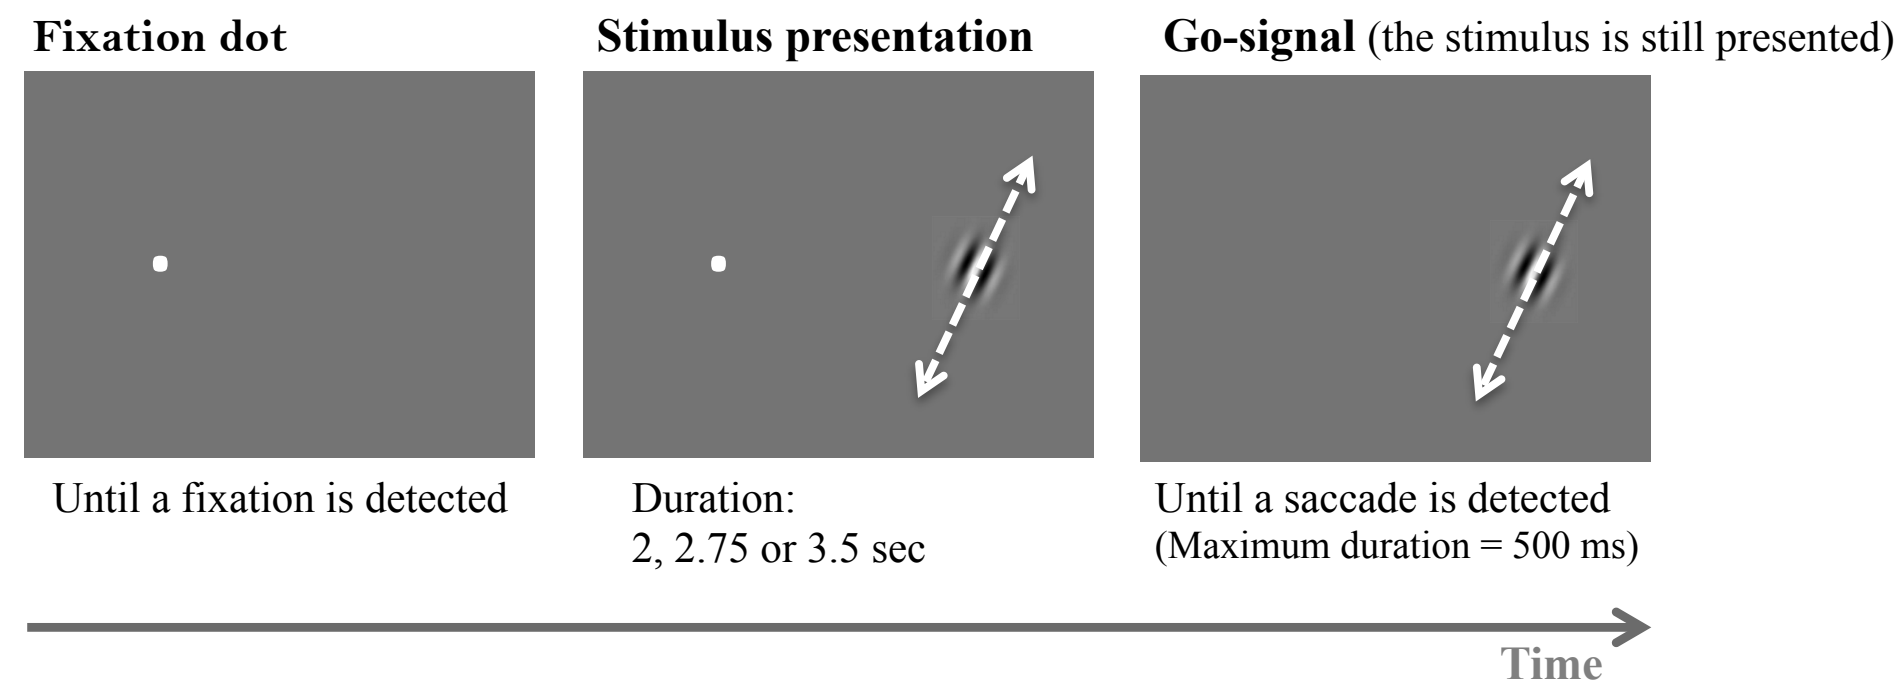 Fixation dot
Stimulus presentation
Go-signal (the stimulus is still presented)
Until a fixation is detected
Duration:
2, 2.75 or 3.5 sec
Until a saccade is detected
(Maximum duration = 500 ms)
Time